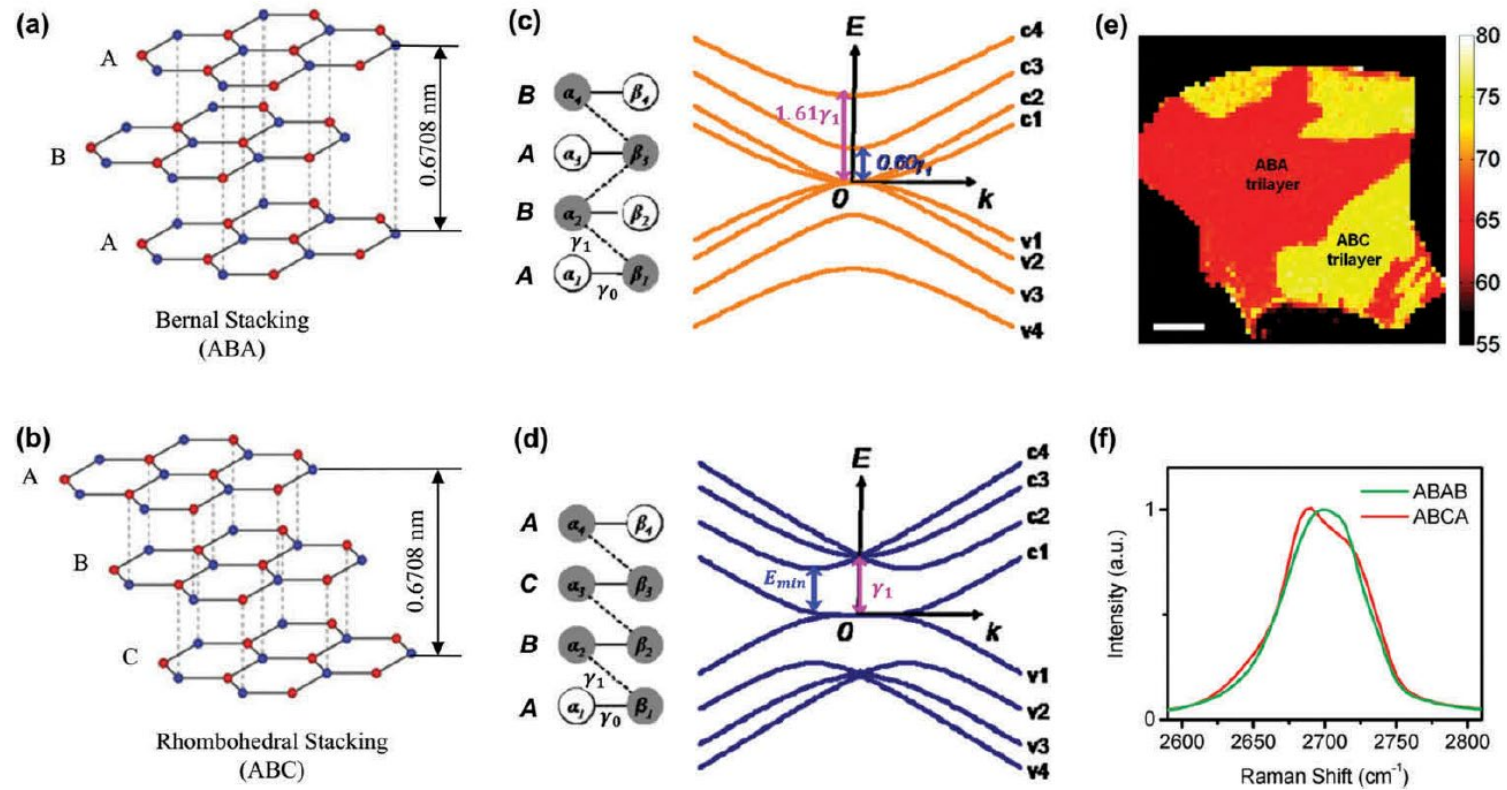 (a)
A
B
A
0.6708 nm
Bernal Stacking
(ABA)
(b)
A
B
C
0.6708 nm
Rhombohedral Stacking
(ABC)
(c)
B α₄ β₄
A α₃ β₃
B α₂ β₂
γ₁
A α₁ β₁
γ₀
E
c4
c3
c2
c1
1.61γ₁
0.60γ₁
0
k
v1
v2
v3
v4
(d)
A α₄ β₄
C α₃ β₃
B α₂ β₂
γ₁
A α₁ β₁
γ₀
E
c4
c3
c2
c1
E_min
γ₁
0
k
v1
v2
v3
v4
(e)
ABA
trilayer
ABC
trilayer
80
75
70
65
60
55
(f)
ABAB
ABCA
Intensity (a.u.)
1
0
2600 2650 2700 2750 2800
Raman Shift (cm⁻¹)